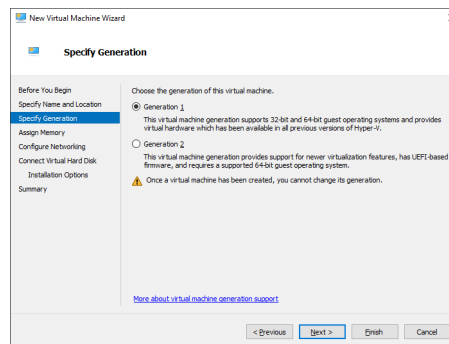 New Virtual Machine Wizard
Specify Generation
Before You Begin
Specify Name and Location
Specify Generation
Assign Memory
Configure Networking
Connect Virtual Hard Disk
Installation Options
Summary
Choose the generation of this virtual machine.
Generation 1
This virtual machine generation supports 32-bit and 64-bit guest operating systems and provides
virtual hardware which has been available in all previous versions of Hyper-V.
Generation 2
This virtual machine generation provides support for newer virtualization features, has UEFI-based
firmware, and requires a supported 64-bit guest operating system.
Once a virtual machine has been created, you cannot change its generation.
More about virtual machine generation support
< Previous
Next >
Finish
Cancel